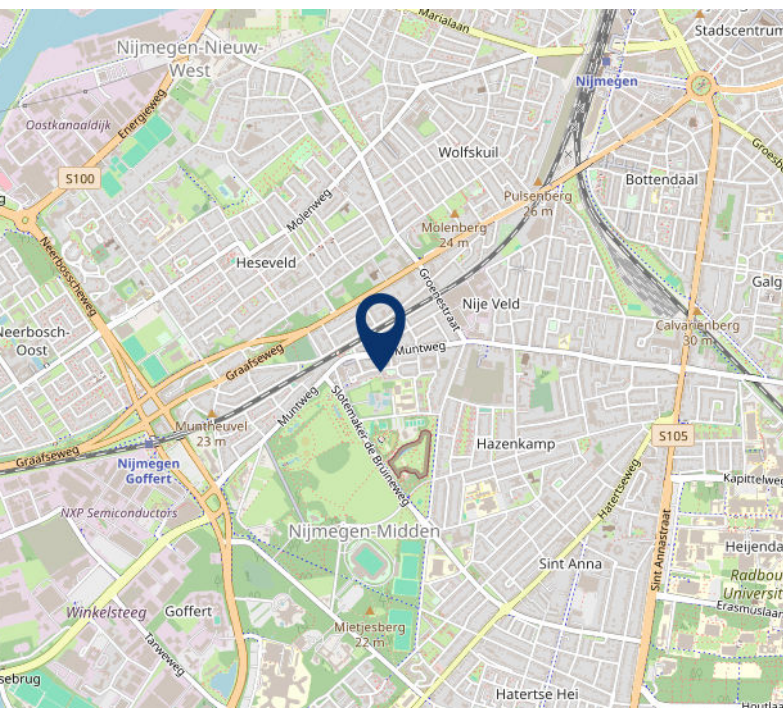 Marialaan
Stadscentrum
Nijmegen-Nieuw-
West
Nijmegen
Energieweg
Oostkanaaldijk
Groesb
Wolfskuil
Bottendaal
S100
Pulsenberg
26 m
Molenweg
Molenberg
24 m
Neerbosscheweg
Heseveld
Groenestraat
Galg
Nije Veld
Neerbosch-
Oost
Calvariënberg
30 m
Graafseweg
Muntweg
Muntweg
Slotemaker de Bruïneweg
Muntheuvel
23 m
S105
Hazenkamp
Graafseweg
Nijmegen
Goffert
Hatertseweg
Kapittelweg
NXP Semiconductors
Nijmegen-Midden
Sint Annastraat
Heijenda
Sint Anna
Radbou
Universit
Erasmuslaan
Winkelsteeg
Goffert
Mietjesberg
22 m
Tarweweg
sebrug
Hatertse Hei
Houtlaa